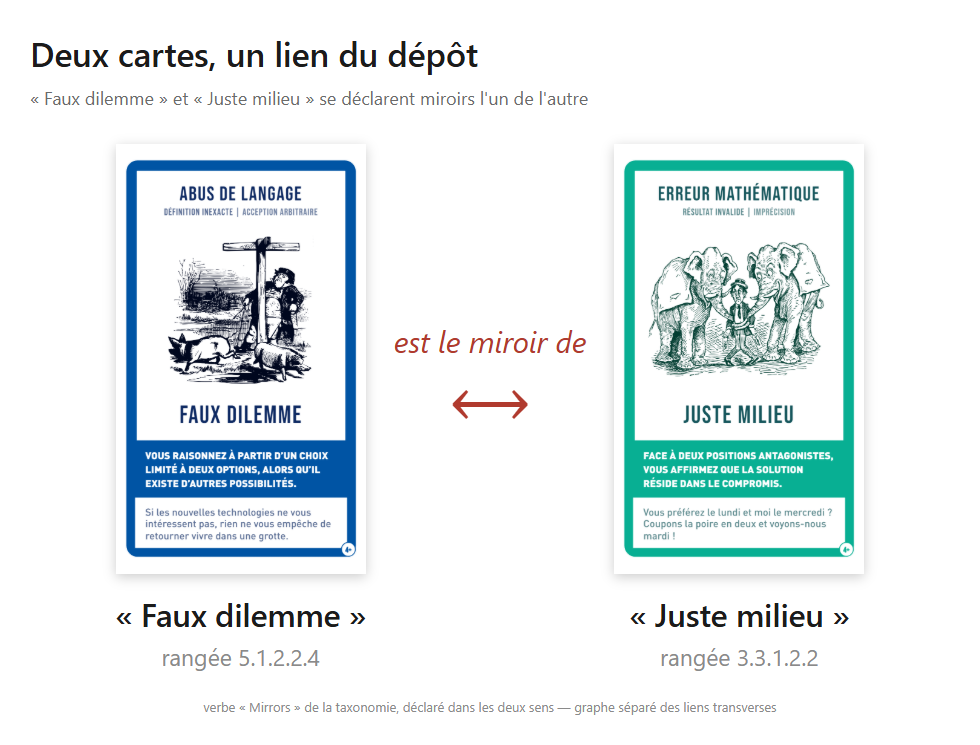 Deux cartes, un lien du dépôt
« Faux dilemme » et « Juste milieu » se déclarent miroirs l'un de l'autre
ABUS DE LANGAGE
DÉFINITION INEXACTE | ACCEPTION ARBITRAIRE
FAUX DILEMME
VOUS RAISONNEZ À PARTIR D'UN CHOIX
LIMITÉ À DEUX OPTIONS, ALORS QU'IL
EXISTE D'AUTRES POSSIBILITÉS.
Si les nouvelles technologies ne vous
intéressent pas, rien ne vous empêche de
retourner vivre dans une grotte.
est le miroir de
ERREUR MATHÉMATIQUE
RÉSULTAT INVALIDE | IMPRÉCISION
JUSTE MILIEU
FACE À DEUX POSITIONS ANTAGONISTES,
VOUS AFFIRMEZ QUE LA SOLUTION
RÉSIDE DANS LE COMPROMIS.
Vous préférez le lundi et moi le mercredi ?
Coupons la poire en deux et voyons-nous
mardi !
« Faux dilemme »
rangée 5.1.2.2.4
« Juste milieu »
rangée 3.3.1.2.2
verbe « Mirrors » de la taxonomie, déclaré dans les deux sens — graphe séparé des liens transverses